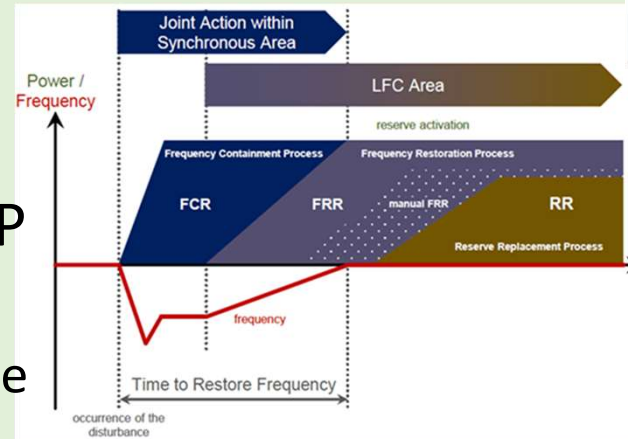 Joint Action within
Synchronous Area
Power /
Frequency
LFC Area
reserve activation
Frequency Containment Process
Frequency Restoration Process
P
FCR
FRR
manual FRR
RR
Reserve Replacement Process
frequency
e
Time to Restore Frequency
occurrence of the
disturbance